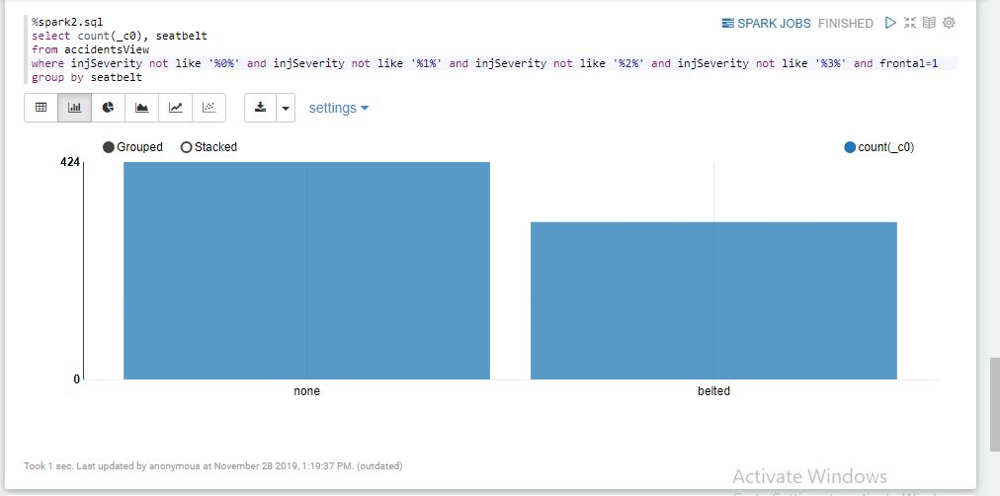 %spark2.sql
SPARK JOBS FINISHED
select count(_c0), seatbelt
from accidentsView
where injSeverity not like '%0%' and injSeverity not like '%1%' and injSeverity not like '%2%' and injSeverity not like '%3%' and frontal=1
group by seatbelt
settings
Grouped Stacked count(_c0)
424
0
none belted
Took 1 sec. Last updated by anonymous at November 28 2019, 1:19:37 PM. (outdated)
Activate Windows